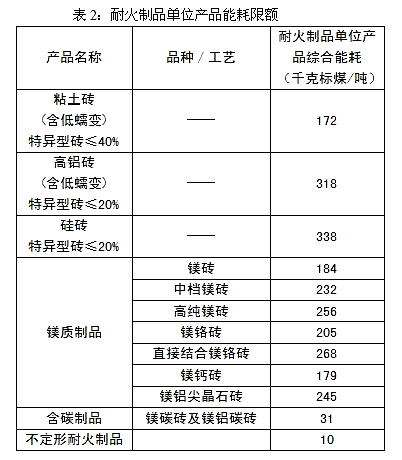 表 2：耐火制品单位产品能耗限额
产品名称
品种 / 工艺
耐火制品单位产
品综合能耗
（千克标煤/吨）
粘土砖
（含低蠕变）
特异型砖≤40%
——
172
高铝砖
（含低蠕变）
特异型砖≤20%
——
318
硅砖
特异型砖≤20%
——
338
镁质制品
镁砖
184
中档镁砖
232
高纯镁砖
256
镁铬砖
205
直接结合镁铬砖
268
镁钙砖
179
镁铝尖晶石砖
245
含碳制品
镁碳砖及镁铝碳砖
31
不定形耐火制品
10